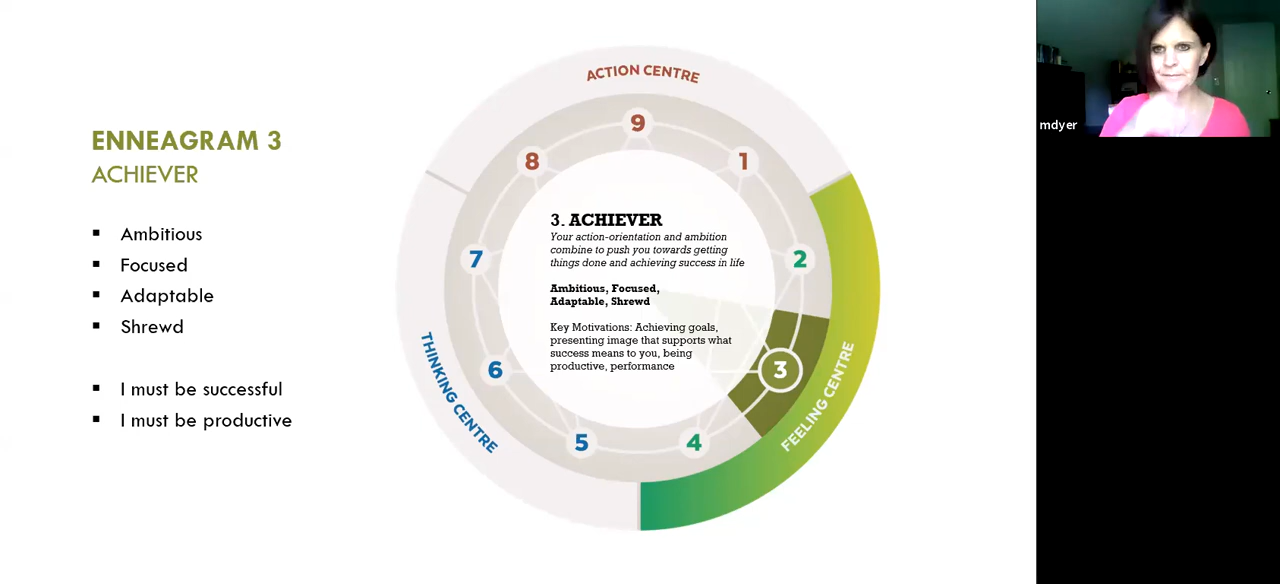 ENNEAGRAM 3
ACHIEVER
▪ Ambitious
▪ Focused
▪ Adaptable
▪ Shrewd
▪ I must be successful
▪ I must be productive
ACTION CENTRE
9
8
1
7
2
6
3
5
4
THINKING CENTRE
FEELING CENTRE
3. ACHIEVER
Your action-orientation and ambition
combine to push you towards getting
things done and achieving success in life
Ambitious, Focused,
Adaptable, Shrewd
Key Motivations: Achieving goals,
presenting image that supports what
success means to you, being
productive, performance
mdyer